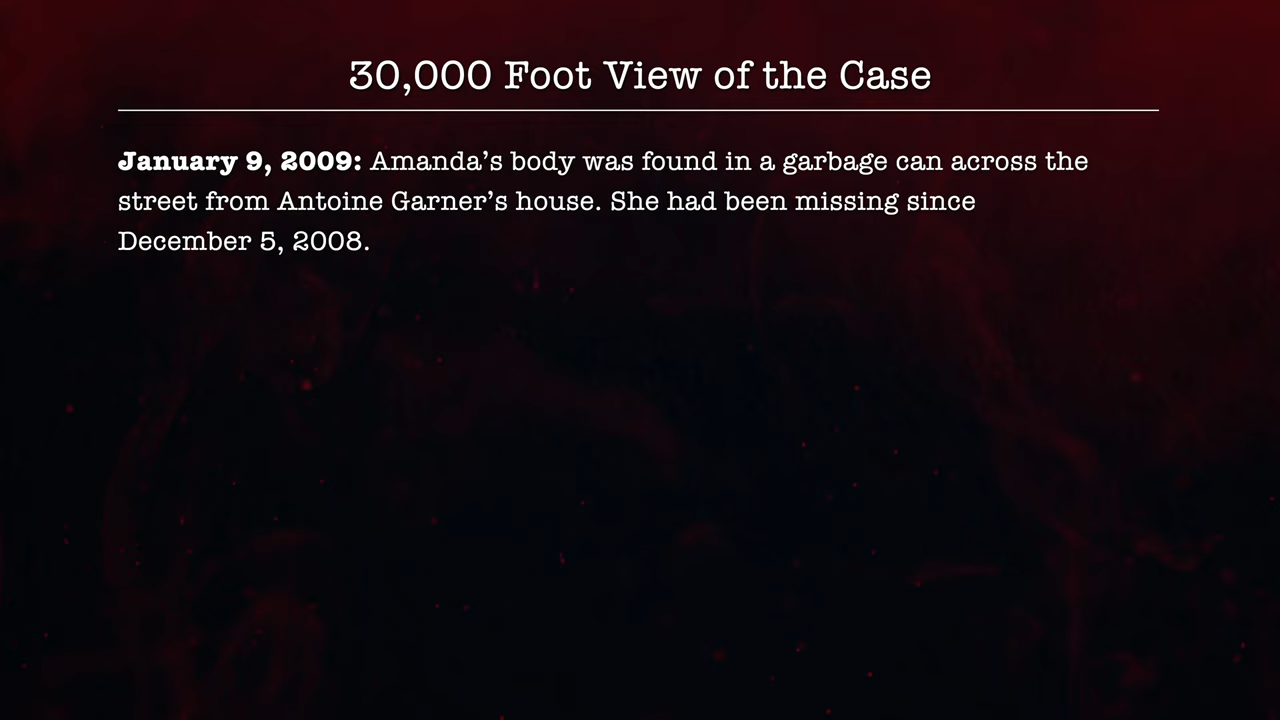 30,000 Foot View of the Case
January 9, 2009: Amanda’s body was found in a garbage can across the
street from Antoine Garner’s house. She had been missing since
December 5, 2008.